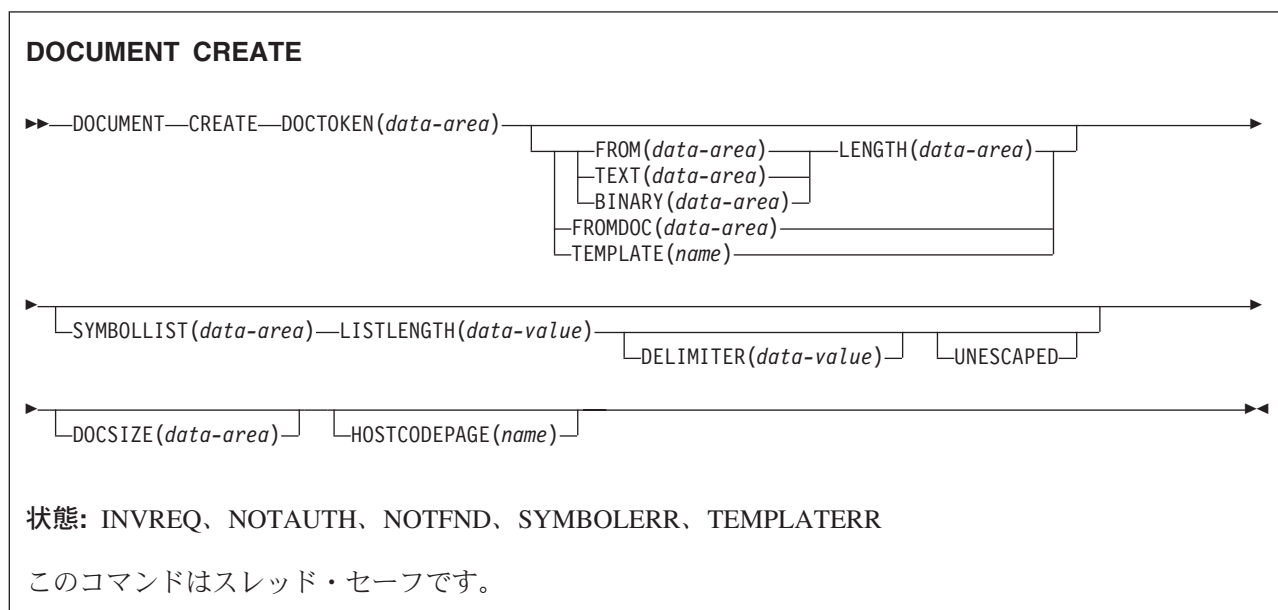 DOCUMENT CREATE
DOCUMENT CREATE DOCTOKEN(data-area)
FROM(data-area) LENGTH(data-area)
TEXT(data-area)
BINARY(data-area)
FROMDOC(data-area)
TEMPLATE(name)
SYMBOLLIST(data-area) LISTLENGTH(data-value)
DELIMITER(data-value) UNESCAPED
DOCSIZE(data-area) HOSTCODEPAGE(name)
状態: INVREQ、NOTAUTH、NOTFND、SYMBOLERR、TEMPLATERR
このコマンドはスレッド・セーフです。